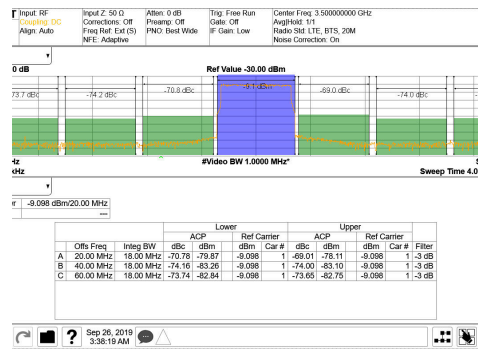 Input: RF
Coupling: DC
Align: Auto
Input Z: 50 Ω
Corrections: Off
Freq Ref: Ext (S)
NFE: Adaptive
Atten: 0 dB
Preamp: Off
PNO: Best Wide
Trig: Free Run
Gate: Off
IF Gain: Low
Center Freq: 3.500000000 GHz
Avg|Hold: 1/1
Radio Std: LTE, BTS, 20M
Noise Correction: On
0 dB
Ref Value -30.00 dBm
73.7 dBc
-74.2 dBc
-70.8 dBc
-9.1 dBm
-69.0 dBc
-74.0 dBc
Hz
#Video BW 1.0000 MHz*
kHz
Sweep Time 4.0
-9.098 dBm/20.00 MHz
---
Lower Upper
ACP Ref Carrier ACP Ref Carrier
Offs Freq Integ BW dBc dBm dBm Car # dBc dBm dBm Car # Filter
A 20.00 MHz 18.00 MHz -70.78 -79.87 -9.098 1 -69.01 -78.11 -9.098 1 -3 dB
B 40.00 MHz 18.00 MHz -74.16 -83.26 -9.098 1 -74.00 -83.10 -9.098 1 -3 dB
C 60.00 MHz 18.00 MHz -73.74 -82.84 -9.098 1 -73.65 -82.75 -9.098 1 -3 dB
?
Sep 26, 2019
3:38:19 AM